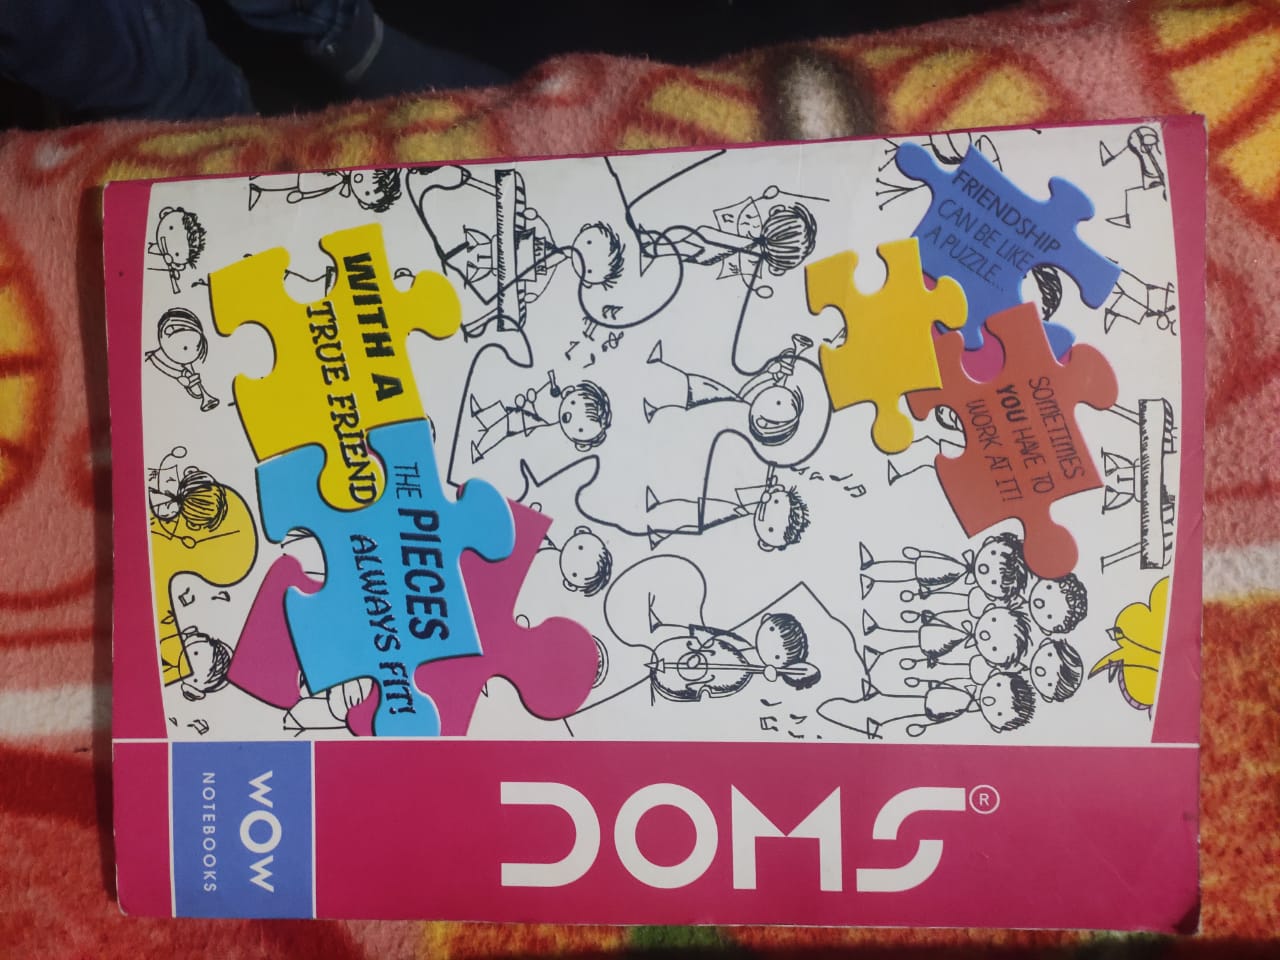 FRIENDSHIP
CAN BE LIKE
A PUZZLE...
SOMETIMES
YOU HAVE TO
WORK AT IT!
WITH A
TRUE FRIEND
THE PIECES
ALWAYS FIT!
DOMS®
WOW
NOTEBOOKS